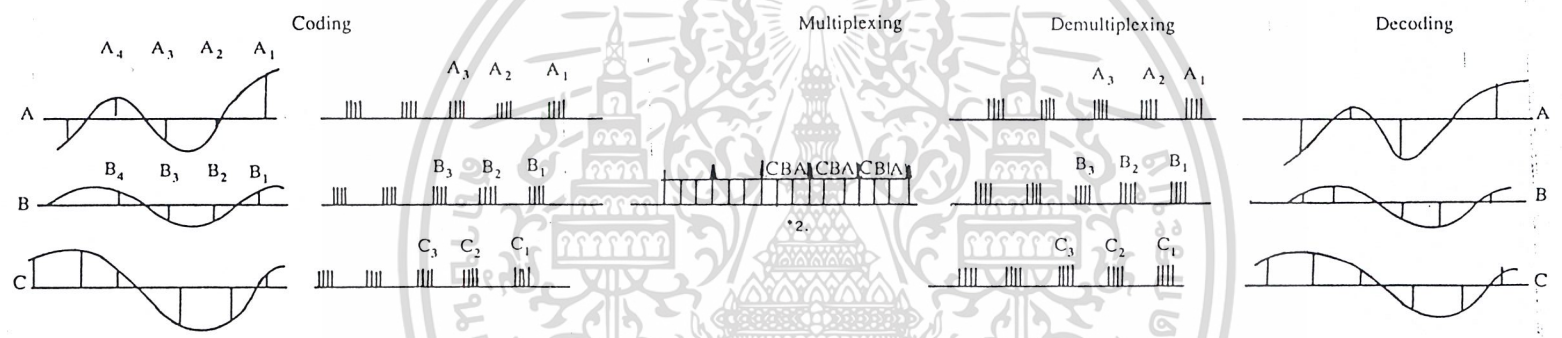 Coding Multiplexing Demultiplexing Decoding
A₄ A₃ A₂ A₁
A
A₃ A₂ A₁
A₃ A₂ A₁
A
B₄ B₃ B₂ B₁
B
B₃ B₂ B₁
CBA CBA CBA
*2.
B₃ B₂ B₁
B
C
C₃ C₂ C₁
C₃ C₂ C₁
C